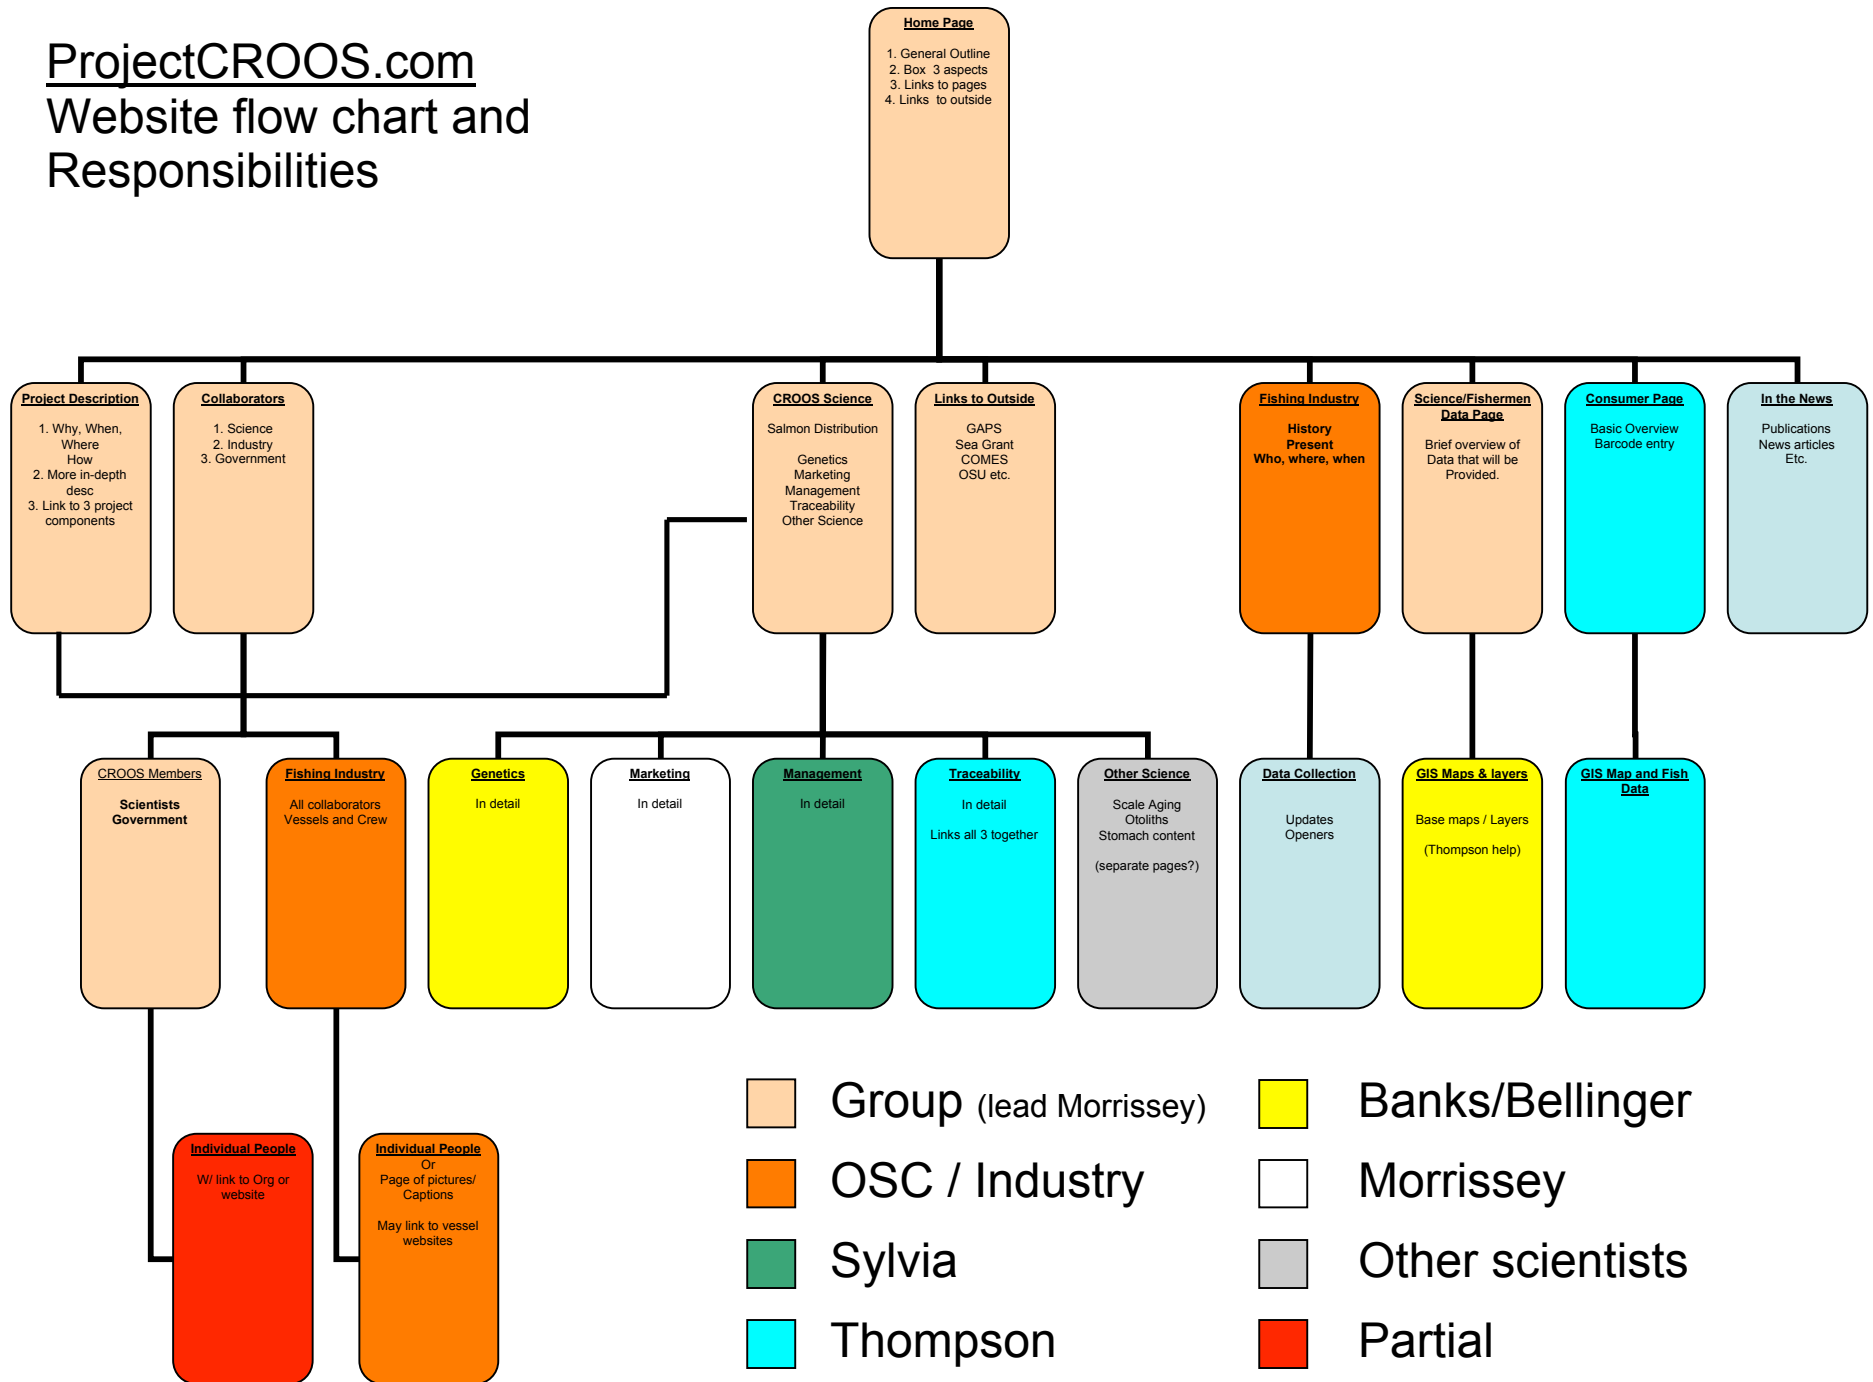 ProjectCROOS.com
Website flow chart and
Responsibilities
Home Page
1. General Outline
2. Box 3 aspects
3. Links to pages
4. Links to outside
Project Description
1. Why, When,
Where
How
2. More in-depth
desc
3. Link to 3 project
components
Collaborators
1. Science
2. Industry
3. Government
CROOS Science
Salmon Distribution
Genetics
Marketing
Management
Traceability
Other Science
Links to Outside
GAPS
Sea Grant
COMES
OSU etc.
Fishing Industry
History
Present
Who, where, when
Science/Fishermen
Data Page
Brief overview of
Data that will be
Provided.
Consumer Page
Basic Overview
Barcode entry
In the News
Publications
News articles
Etc.
CROOS Members
Scientists
Government
Fishing Industry
All collaborators
Vessels and Crew
Genetics
In detail
Marketing
In detail
Management
In detail
Traceability
In detail
Links all 3 together
Other Science
Scale Aging
Otoliths
Stomach content
(separate pages?)
Data Collection
Updates
Openers
GIS Maps & layers
Base maps / Layers
(Thompson help)
GIS Map and Fish
Data
Individual People
W/ link to Org or
website
Individual People
Or
Page of pictures/
Captions
May link to vessel
websites
Group (lead Morrissey)
OSC / Industry
Sylvia
Thompson
Banks/Bellinger
Morrissey
Other scientists
Partial